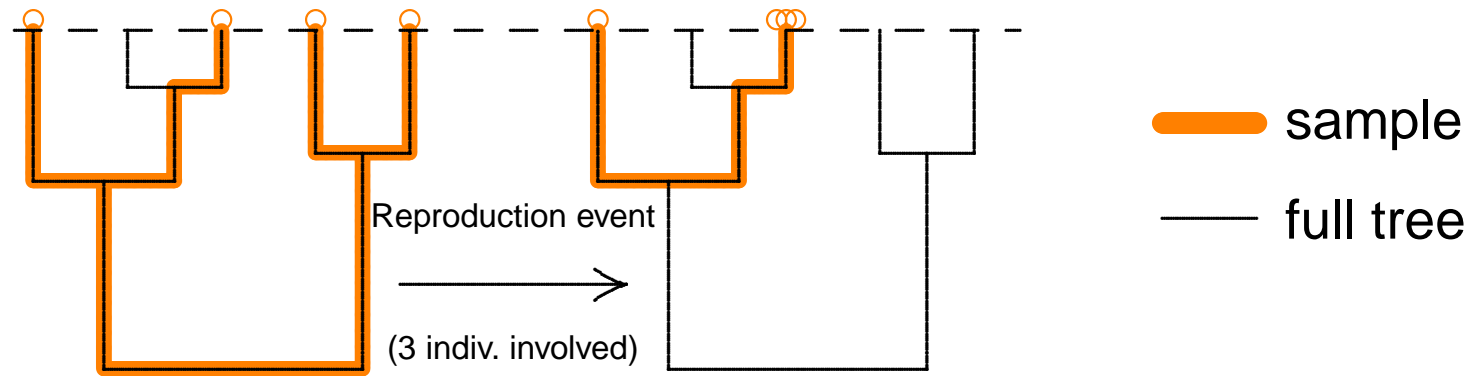 Reproduction event
(3 indiv. involved)
sample
full tree